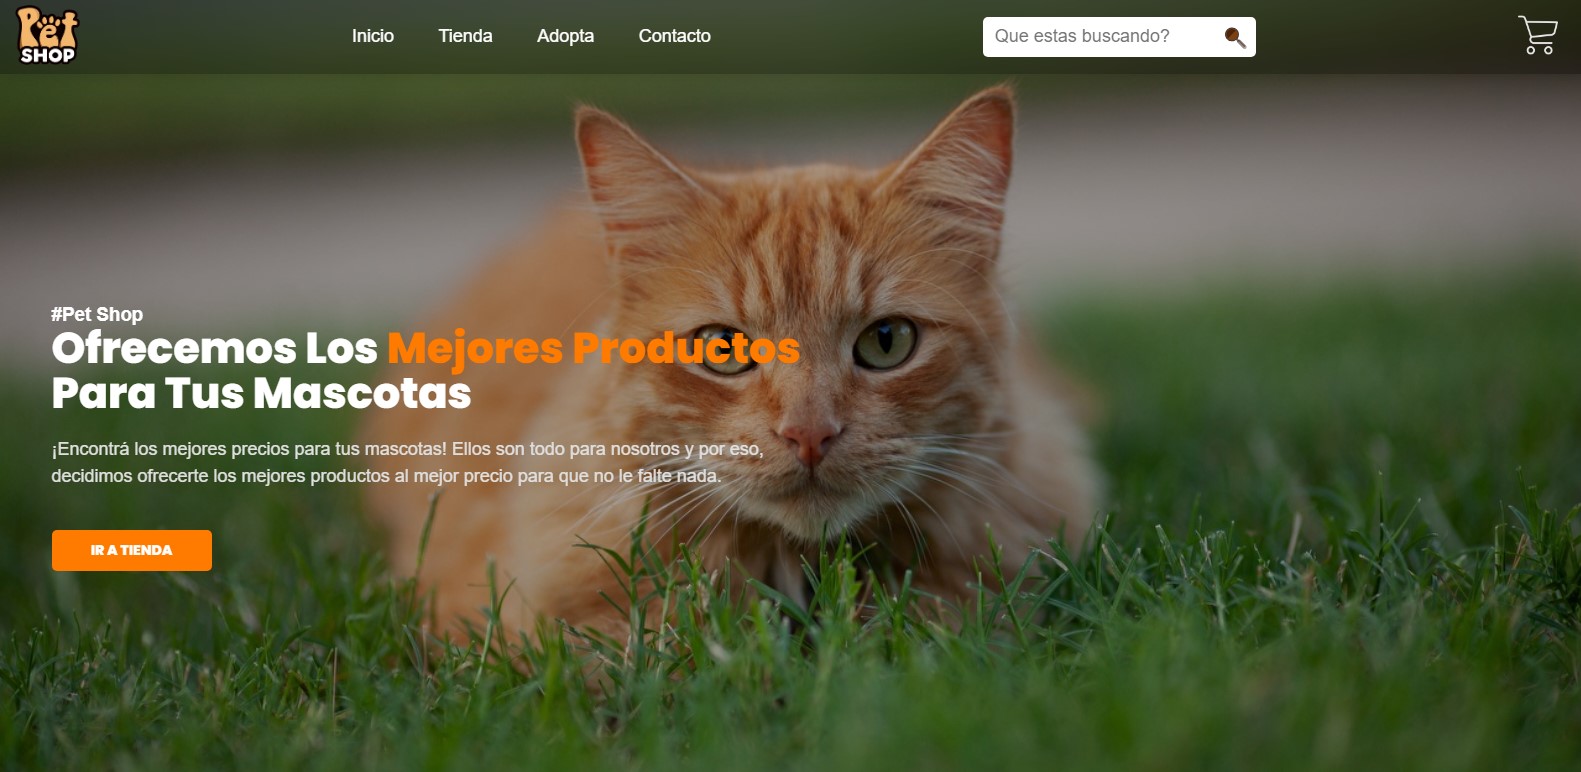 Pet
SHOP
Inicio
Tienda
Adopta
Contacto
Que estas buscando?
#Pet Shop
Ofrecemos Los Mejores Productos
Para Tus Mascotas
¡Encontrá los mejores precios para tus mascotas! Ellos son todo para nosotros y por eso,
decidimos ofrecerte los mejores productos al mejor precio para que no le falte nada.
IR A TIENDA